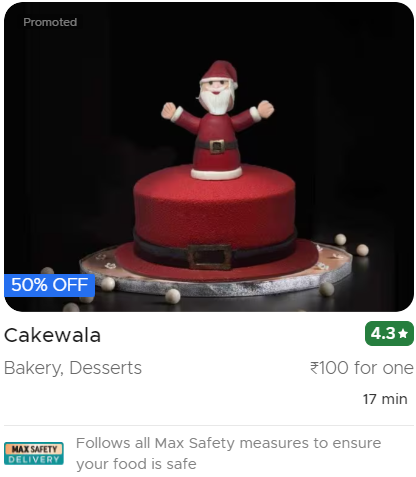 Promoted
50% OFF
Cakewala
4.3★
Bakery, Desserts
₹100 for one
17 min
MAX SAFETY
DELIVERY
Follows all Max Safety measures to ensure
your food is safe